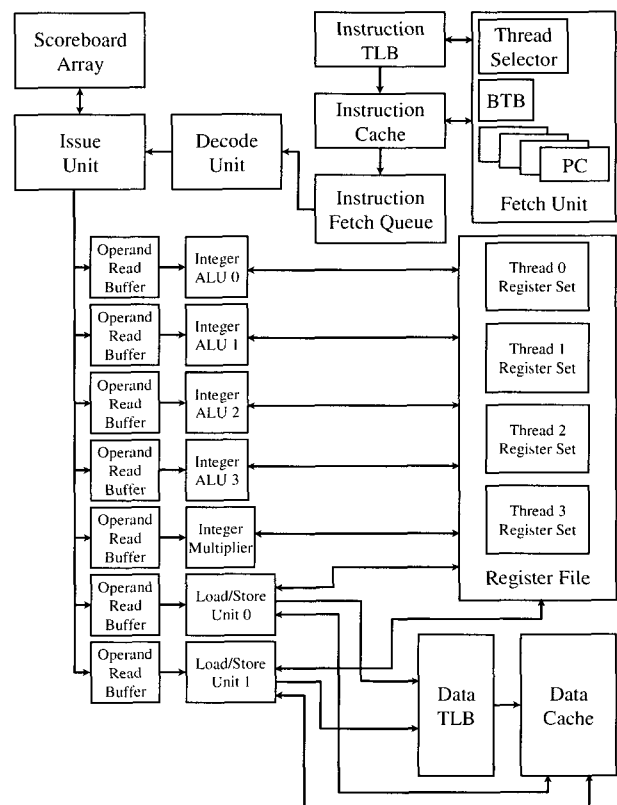 Scoreboard
Array
Instruction
TLB
Thread
Selector
Issue
Unit
Decode
Unit
Instruction
Cache
BTB
PC
Instruction
Fetch Queue
Fetch Unit
Operand
Read
Buffer
Integer
ALU 0
Thread 0
Register Set
Operand
Read
Buffer
Integer
ALU 1
Thread 1
Register Set
Operand
Read
Buffer
Integer
ALU 2
Thread 2
Register Set
Operand
Read
Buffer
Integer
ALU 3
Operand
Read
Buffer
Integer
Multiplier
Thread 3
Register Set
Register File
Operand
Read
Buffer
Load/Store
Unit 0
Operand
Read
Buffer
Load/Store
Unit 1
Data
TLB
Data
Cache